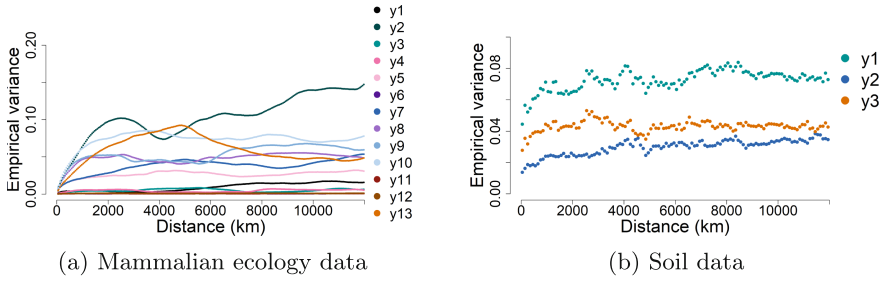 Empirical variance
0.00 0.10 0.20
0 2000 4000 6000 8000 10000
Distance (km)
y1
y2
y3
y4
y5
y6
y7
y8
y9
y10
y11
y12
y13
(a) Mammalian ecology data
Empirical variance
0.00 0.04 0.08
0 2000 4000 6000 8000 10000
Distance (km)
y1
y2
y3
(b) Soil data